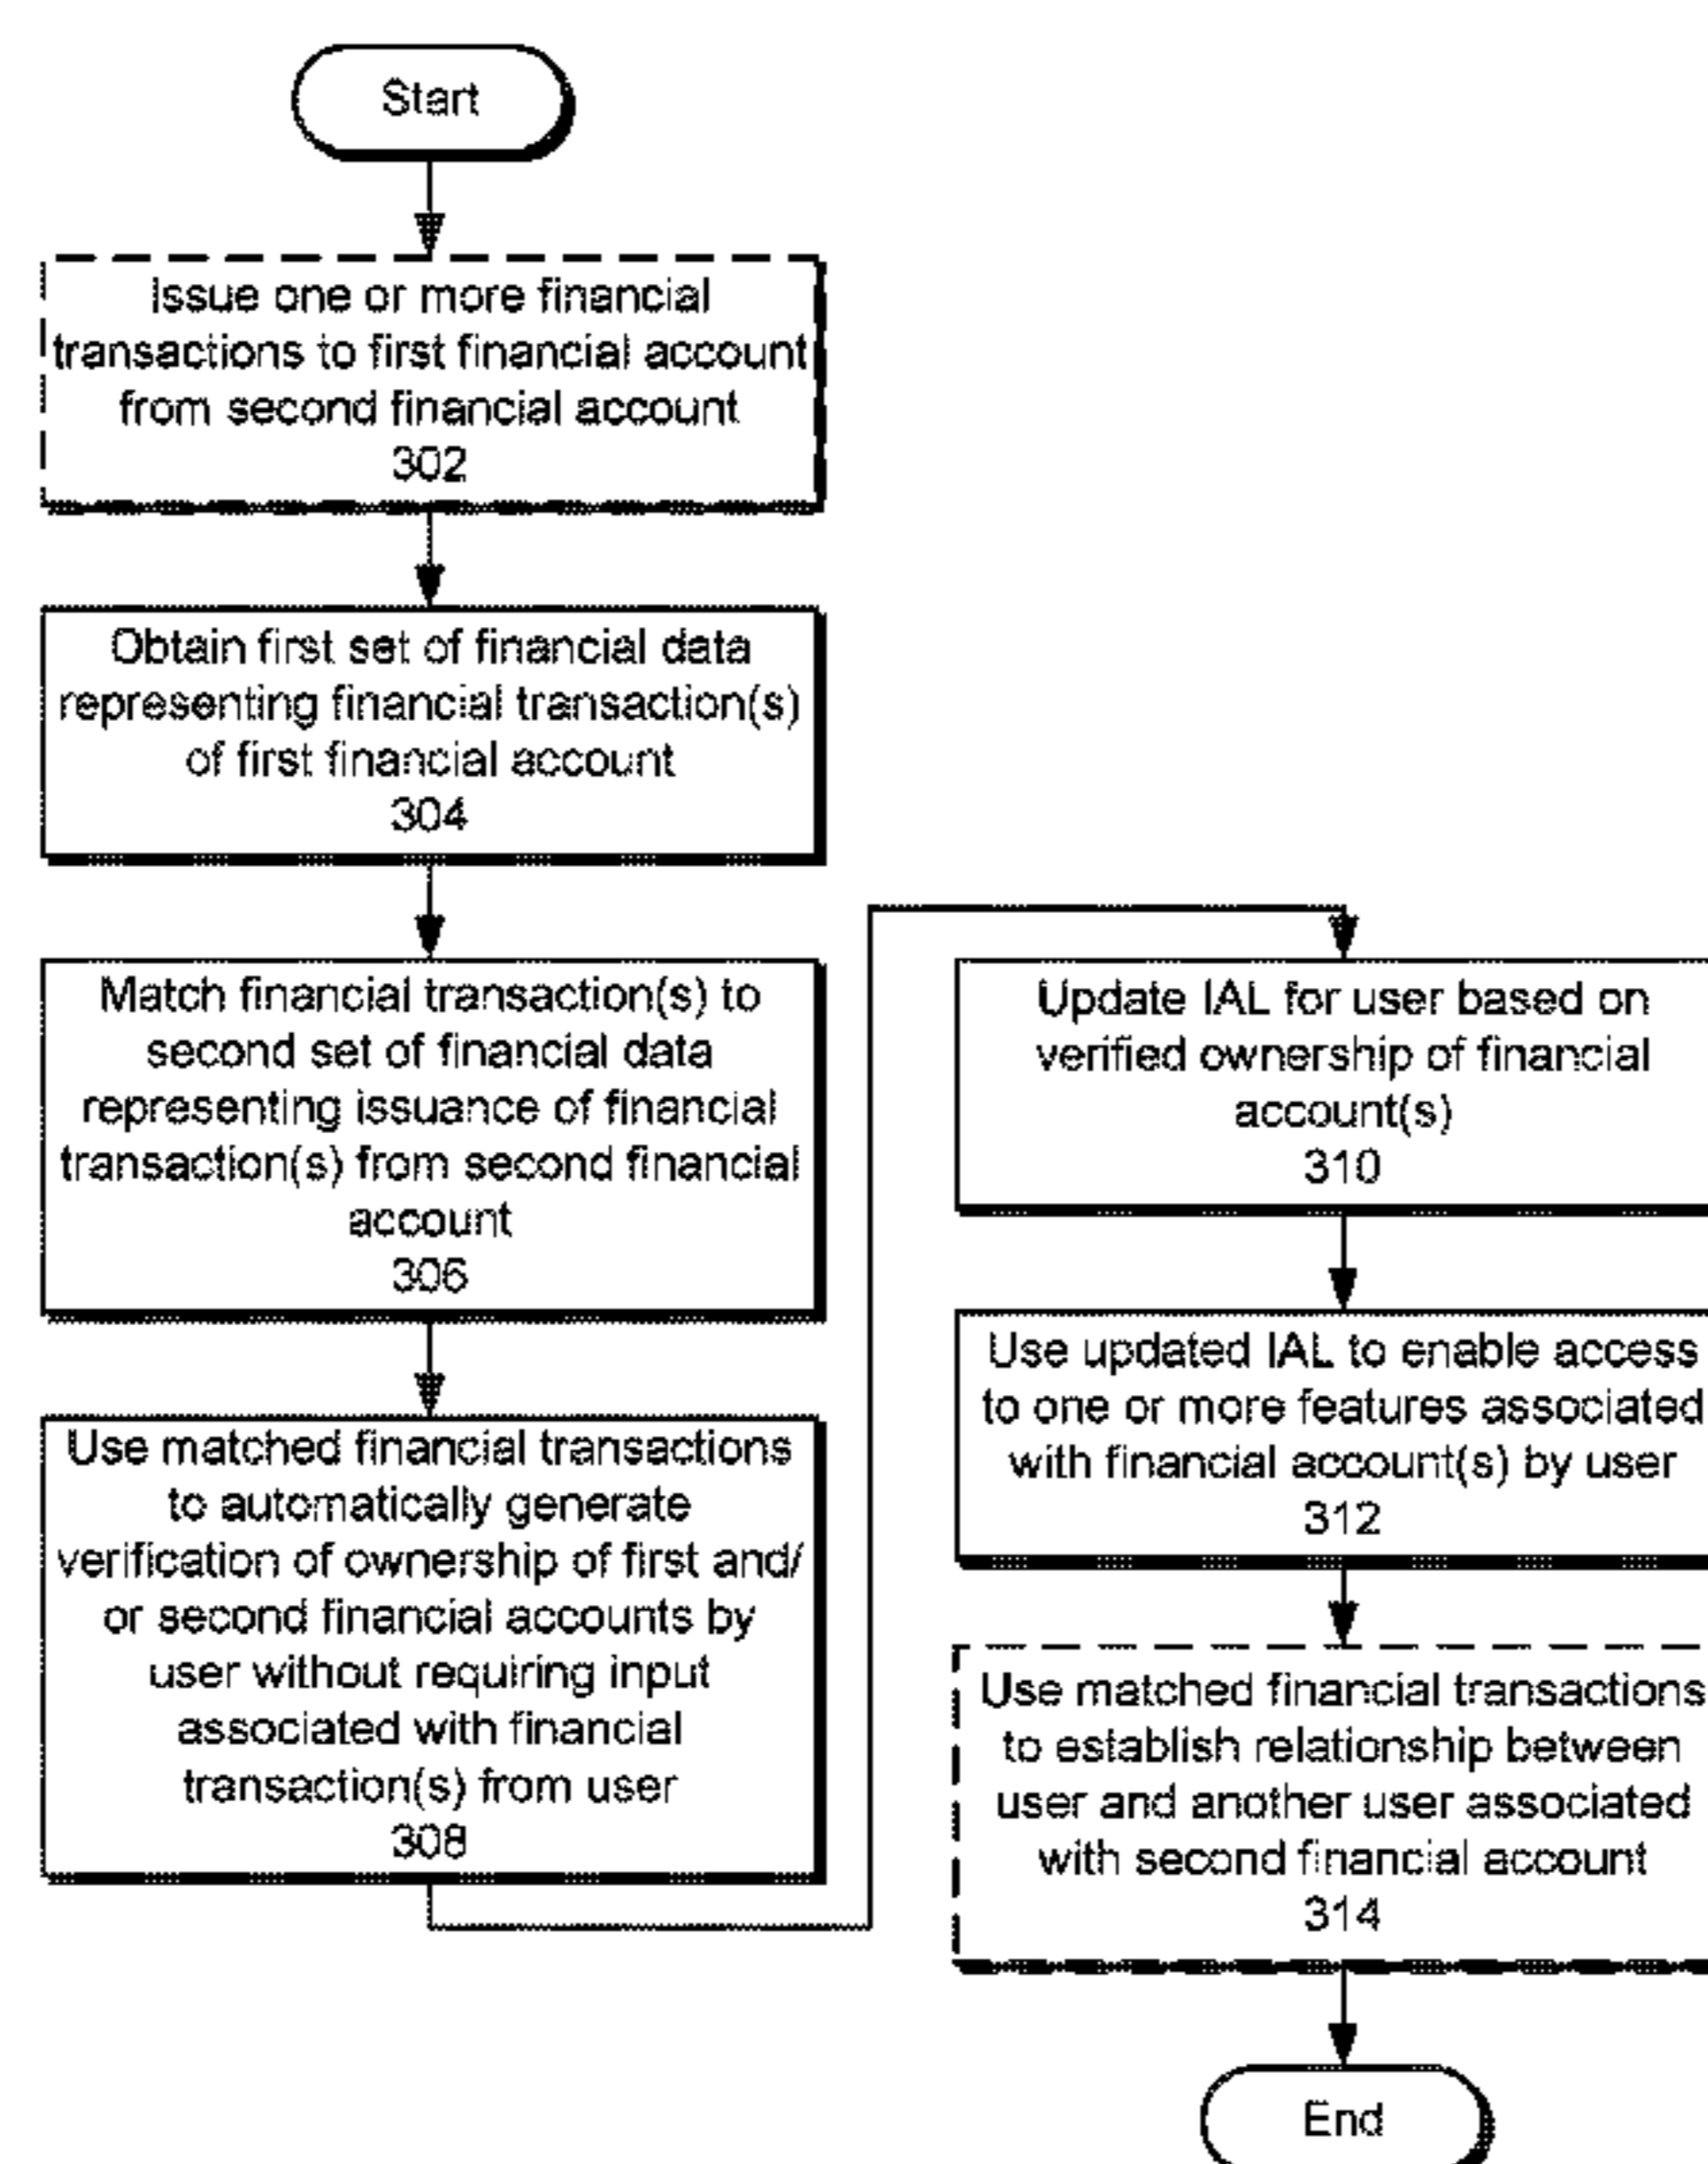 Start
Issue one or more financial
transactions to first financial account
from second financial account
302
Obtain first set of financial data
representing financial transaction(s)
of first financial account
304
Match financial transaction(s) to
second set of financial data
representing issuance of financial
transaction(s) from second financial
account
306
Use matched financial transactions
to automatically generate
verification of ownership of first and/
or second financial accounts by
user without requiring input
associated with financial
transaction(s) from user
308
Update IAL for user based on
verified ownership of financial
account(s)
310
Use updated IAL to enable access
to one or more features associated
with financial account(s) by user
312
Use matched financial transactions
to establish relationship between
user and another user associated
with second financial account
314
End